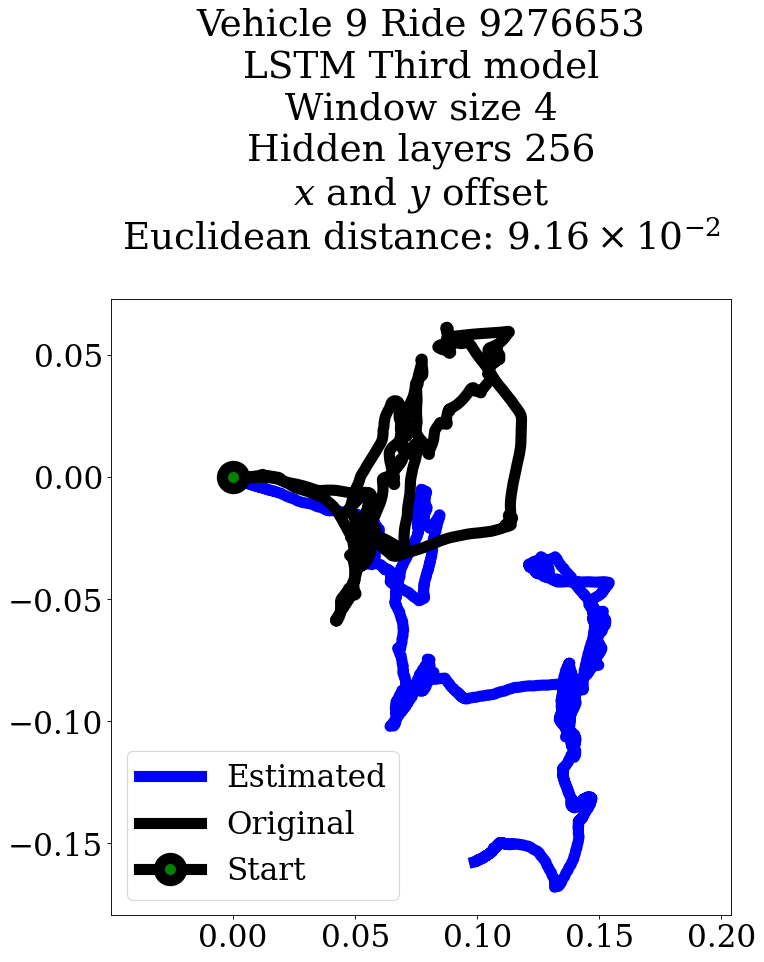 Vehicle 9 Ride 9276653
LSTM Third model
Window size 4
Hidden layers 256
x and y offset
Euclidean distance: 9.16 × 10⁻²
0.05
0.00
−0.05
−0.10
−0.15
Estimated
Original
Start
0.00 0.05 0.10 0.15 0.20